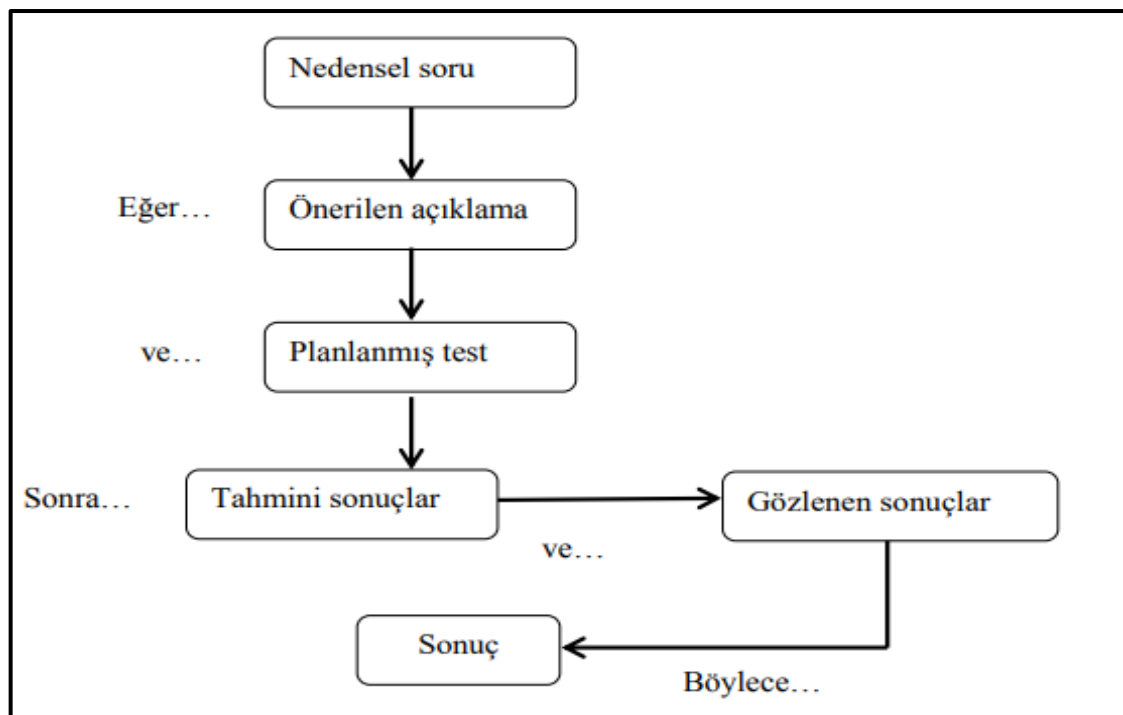 Nedensel soru
Eğer…
Önerilen açıklama
ve…
Planlanmış test
Sonra…
Tahmini sonuçlar
ve…
Gözlenen sonuçlar
Böylece…
Sonuç